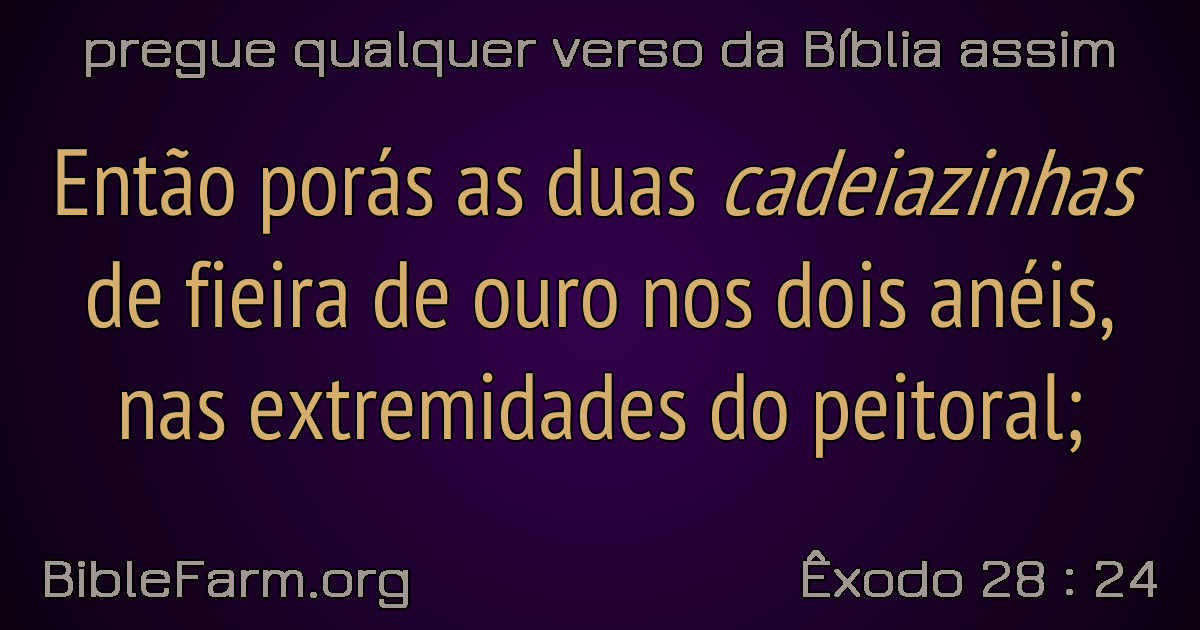 pregue qualquer verso da Bíblia assim
Então porás as duas cadeiazinhas
de fieira de ouro nos dois anéis,
nas extremidades do peitoral;
BibleFarm.org
Êxodo 28 : 24